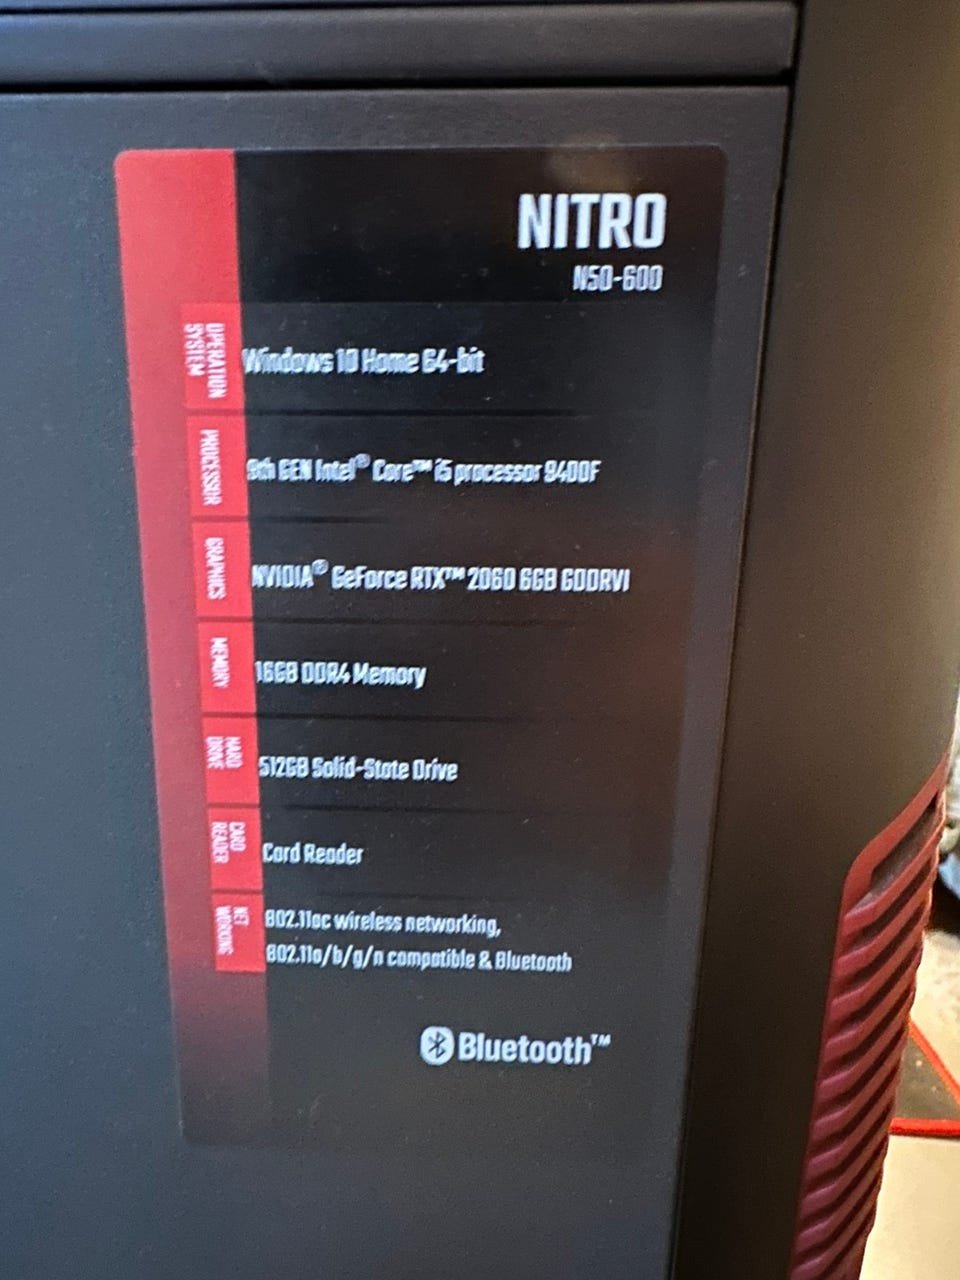 NITRO
N50-600
OPERATION
SYSTEM
Windows 10 Home 64-bit
PROCESSOR
9th GEN Intel® Core™ i5 processor 9400F
GRAPHICS
NVIDIA® GeForce RTX™ 2060 6GB GDDRVI
MEMORY
16GB DDR4 Memory
HARD
DRIVE
512GB Solid-State Drive
CARD
READER
Card Reader
NET
WORKING
802.11ac wireless networking,
802.11a/b/g/n compatible & Bluetooth
Bluetooth™